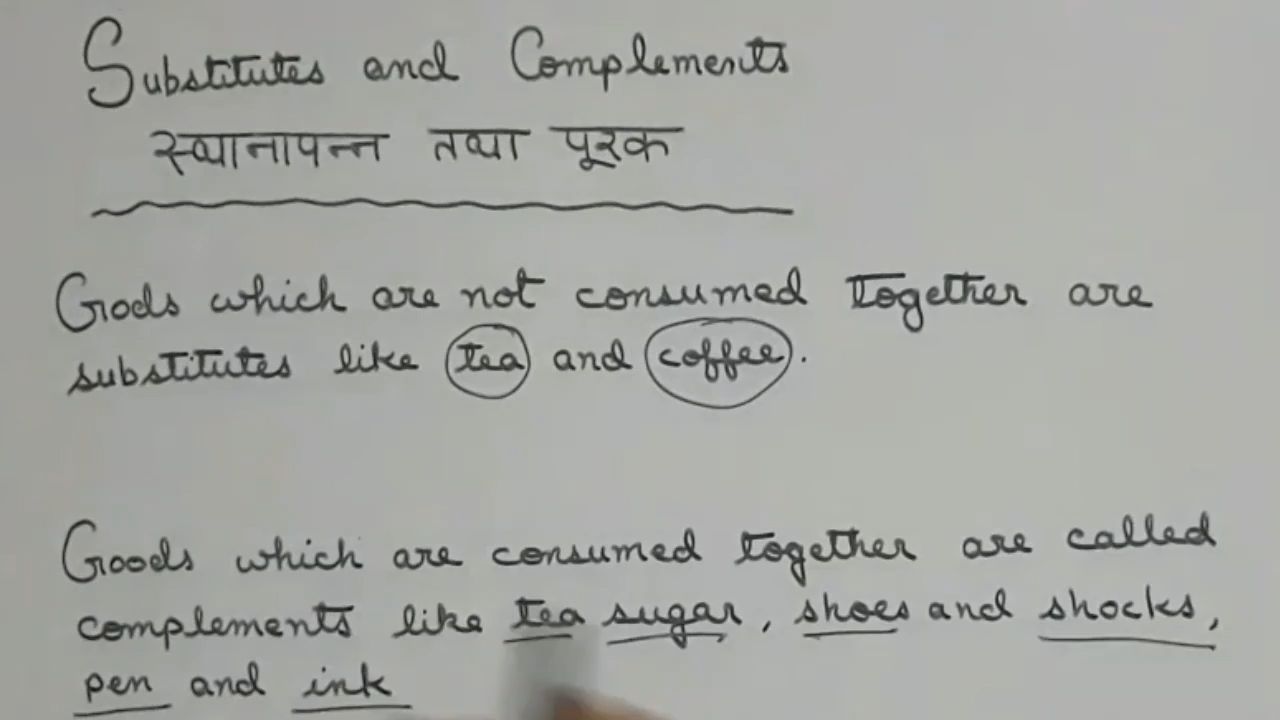 Substitutes and Complements
स्थानापन्न तथा पूरक
Gods which are not consumed together are
substitutes like tea and coffee.
Goods which are consumed together are called
complements like tea sugar, shoes and shocks,
pen and ink